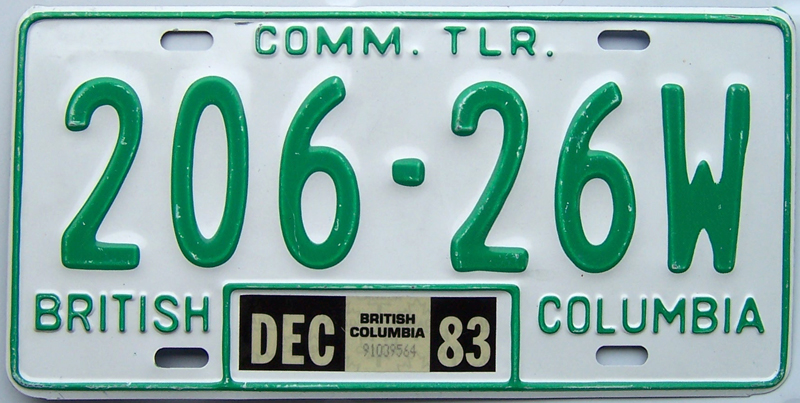 COMM. TLR.
206-26W
BRITISH COLUMBIA
DEC BRITISH COLUMBIA 83
91039564